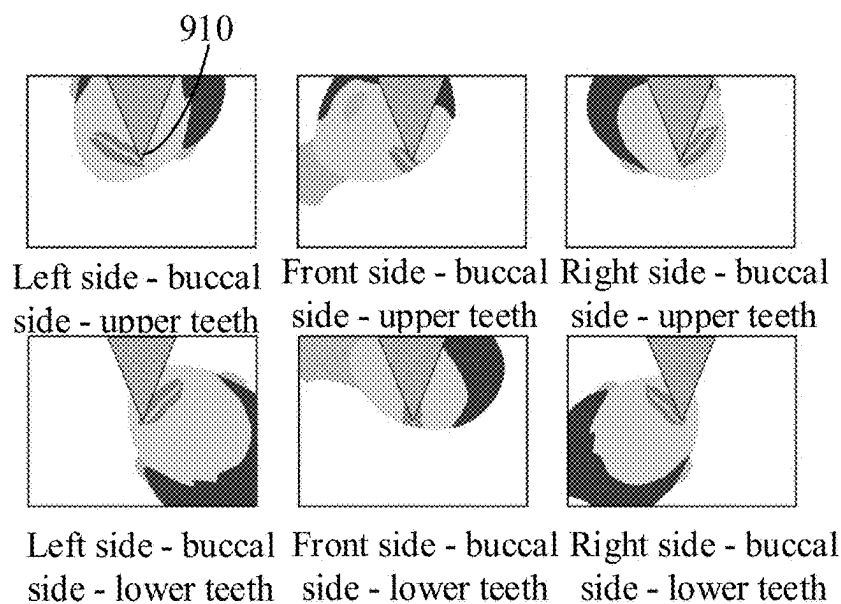 910
Left side - buccal Front side - buccal Right side - buccal
side - upper teeth side - upper teeth side - upper teeth
Left side - buccal Front side - buccal Right side - buccal
side - lower teeth side - lower teeth side - lower teeth